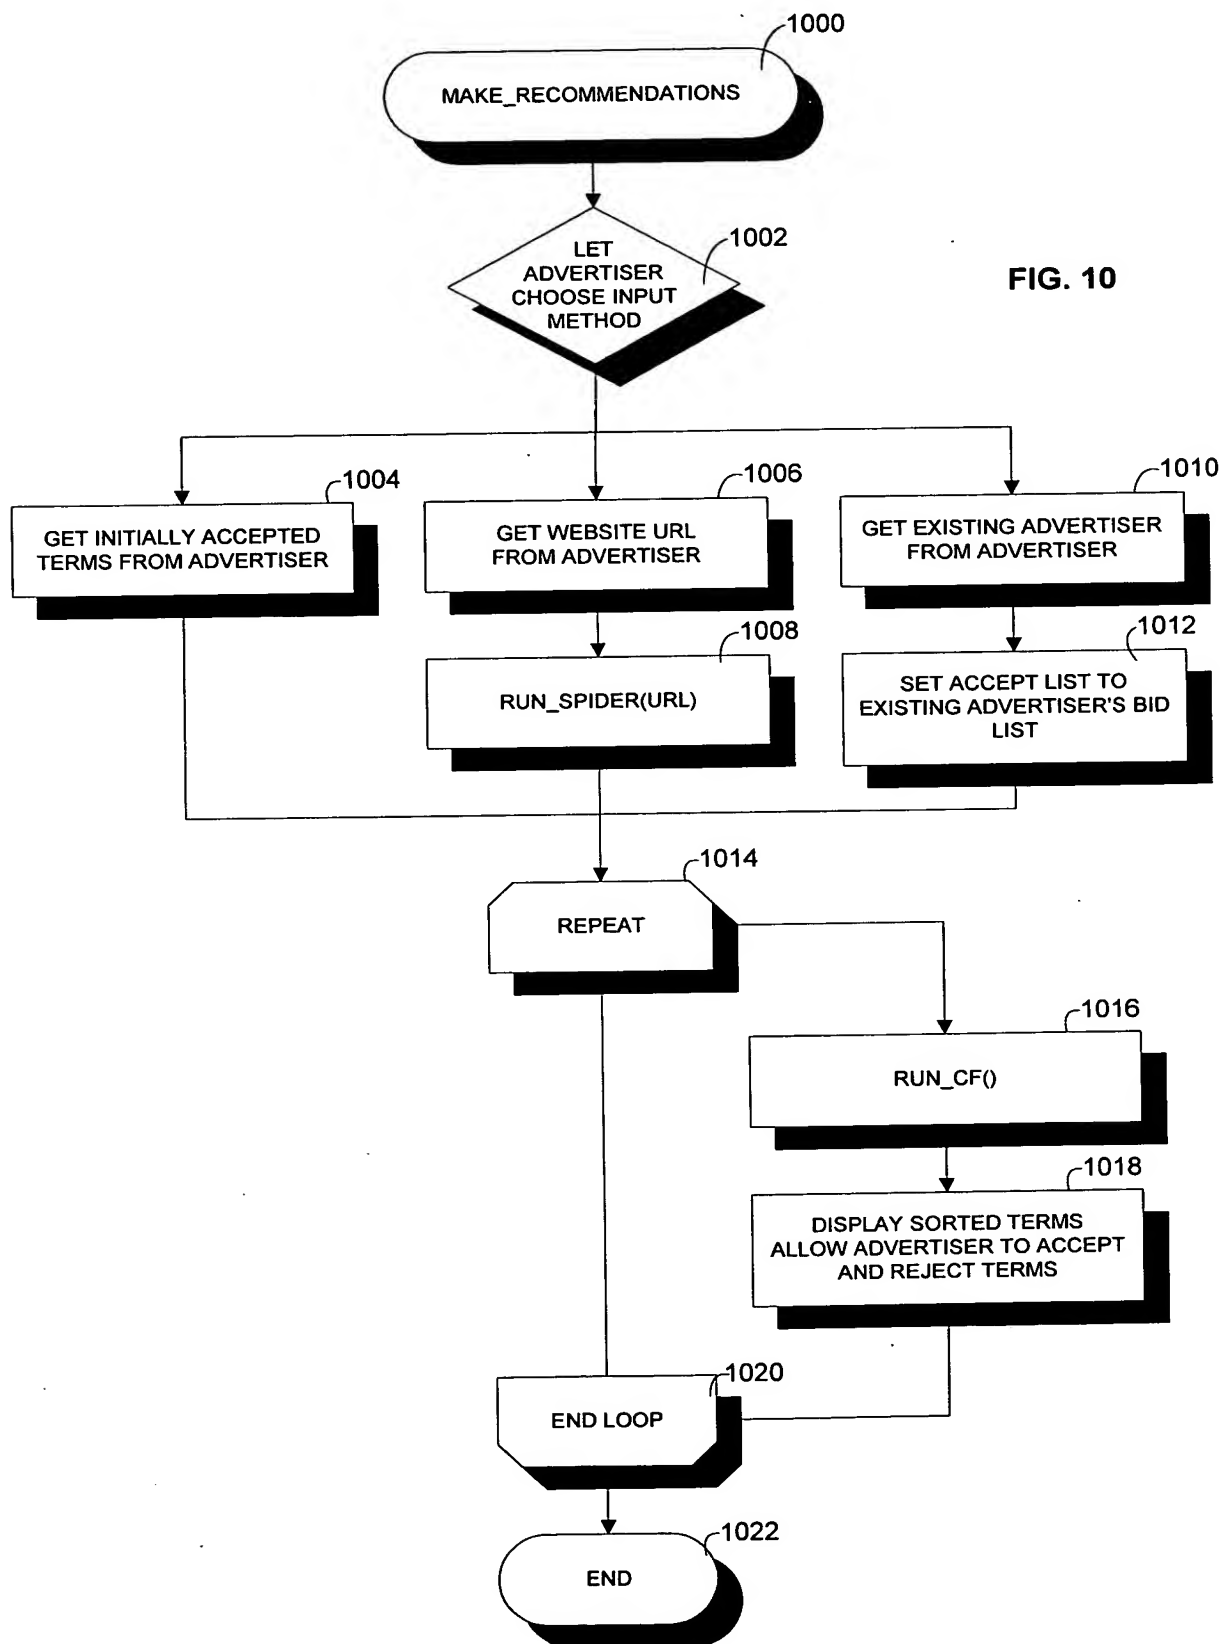 1000
MAKE_RECOMMENDATIONS
1002
LET
ADVERTISER
CHOOSE INPUT
METHOD
FIG. 10
1004
GET INITIALLY ACCEPTED
TERMS FROM ADVERTISER
1006
GET WEBSITE URL
FROM ADVERTISER
1010
GET EXISTING ADVERTISER
FROM ADVERTISER
1008
RUN_SPIDER(URL)
1012
SET ACCEPT LIST TO
EXISTING ADVERTISER'S BID
LIST
1014
REPEAT
1016
RUN_CF()
1018
DISPLAY SORTED TERMS
ALLOW ADVERTISER TO ACCEPT
AND REJECT TERMS
1020
END LOOP
1022
END